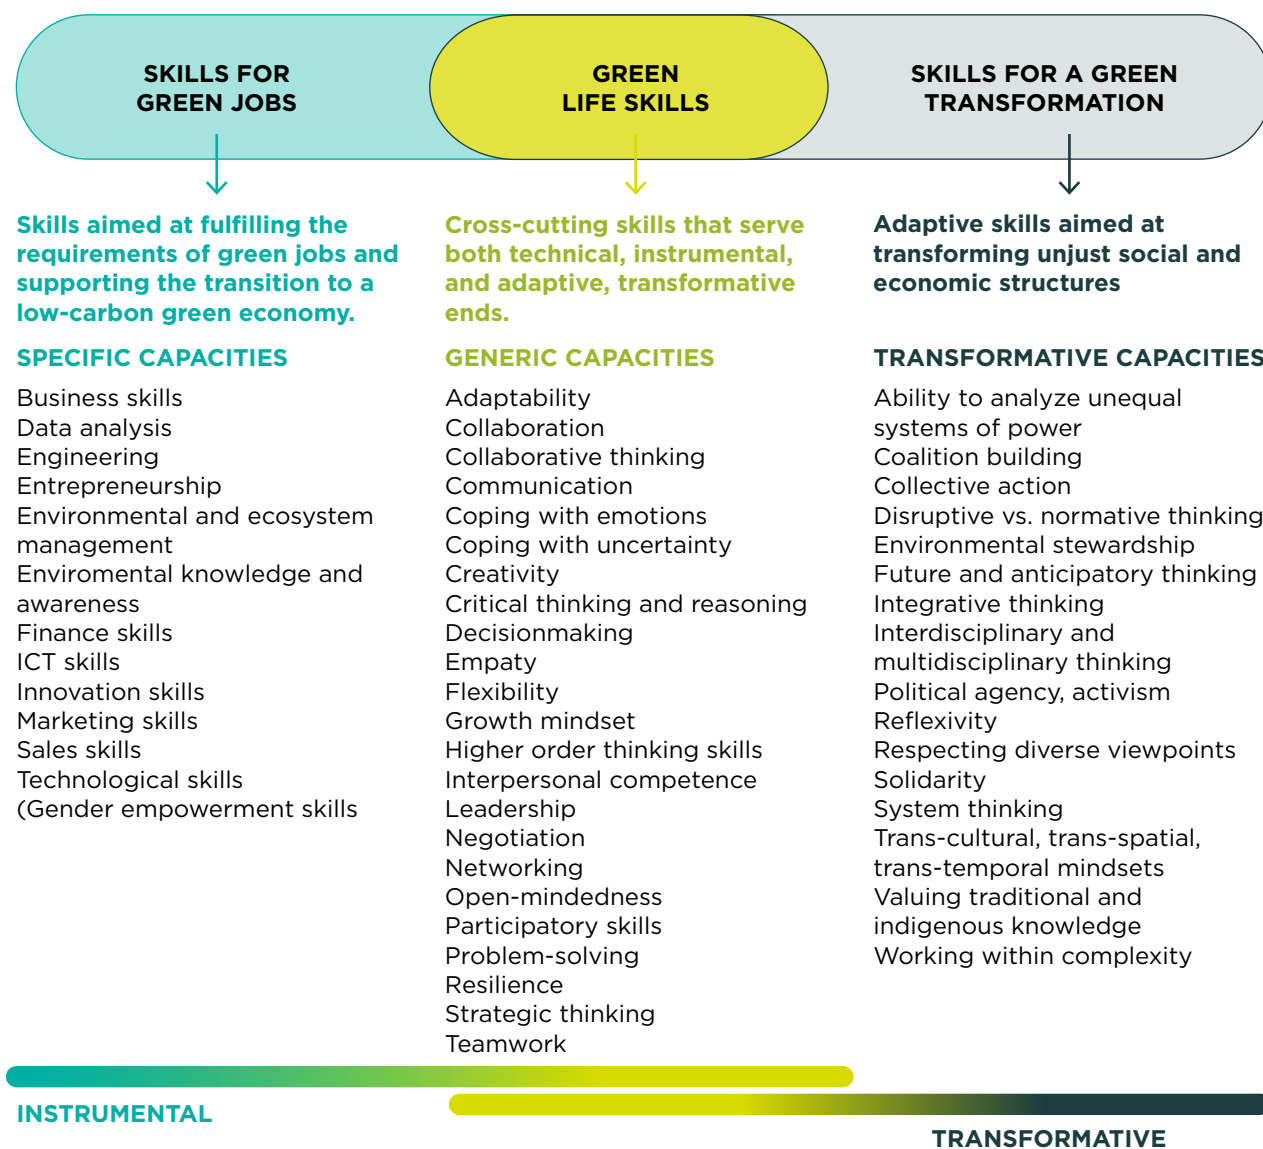 SKILLS FOR
GREEN JOBS
GREEN
LIFE SKILLS
SKILLS FOR A GREEN
TRANSFORMATION
Skills aimed at fulfilling the
requirements of green jobs and
supporting the transition to a
low-carbon green economy.
SPECIFIC CAPACITIES
Business skills
Data analysis
Engineering
Entrepreneurship
Environmental and ecosystem
management
Enviromental knowledge and
awareness
Finance skills
ICT skills
Innovation skills
Marketing skills
Sales skills
Technological skills
(Gender empowerment skills
Cross-cutting skills that serve
both technical, instrumental,
and adaptive, transformative
ends.
GENERIC CAPACITIES
Adaptability
Collaboration
Collaborative thinking
Communication
Coping with emotions
Coping with uncertainty
Creativity
Critical thinking and reasoning
Decisionmaking
Empaty
Flexibility
Growth mindset
Higher order thinking skills
Interpersonal competence
Leadership
Negotiation
Networking
Open-mindedness
Participatory skills
Problem-solving
Resilience
Strategic thinking
Teamwork
Adaptive skills aimed at
transforming unjust social and
economic structures
TRANSFORMATIVE CAPACITIES
Ability to analyze unequal
systems of power
Coalition building
Collective action
Disruptive vs. normative thinking
Environmental stewardship
Future and anticipatory thinking
Integrative thinking
Interdisciplinary and
multidisciplinary thinking
Political agency, activism
Reflexivity
Respecting diverse viewpoints
Solidarity
System thinking
Trans-cultural, trans-spatial,
trans-temporal mindsets
Valuing traditional and
indigenous knowledge
Working within complexity
INSTRUMENTAL
TRANSFORMATIVE